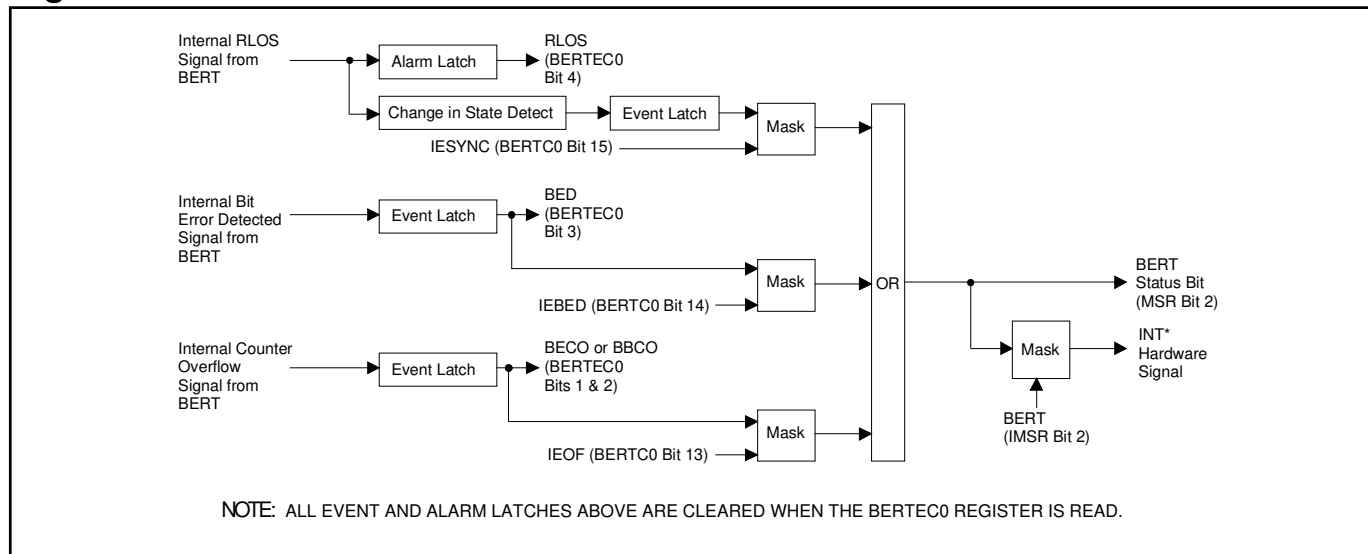 Internal RLOS
Signal from
BERT
Alarm Latch
RLOS
(BERTEC0
Bit 4)
Change in State Detect
Event Latch
Mask
IESYNC (BERTC0 Bit 15)
Internal Bit
Error Detected
Signal from
BERT
Event Latch
BED
(BERTEC0
Bit 3)
Mask
IEBED (BERTC0 Bit 14)
OR
BERT
Status Bit
(MSR Bit 2)
Mask
INT*
Hardware
Signal
BERT
(IMSR Bit 2)
Internal Counter
Overflow
Signal from
BERT
Event Latch
BECO or BBCO
(BERTEC0
Bits 1 & 2)
Mask
IEOF (BERTC0 Bit 13)
NOTE: ALL EVENT AND ALARM LATCHES ABOVE ARE CLEARED WHEN THE BERTEC0 REGISTER IS READ.